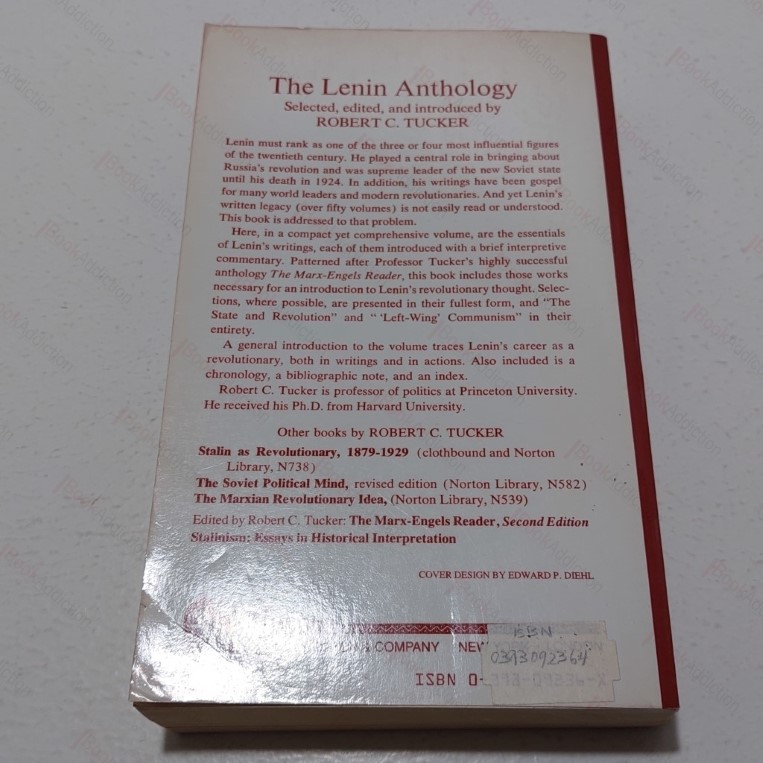 The Lenin Anthology
Selected, edited, and introduced by
ROBERT C. TUCKER
Lenin must rank as one of the three or four most influential figures
of the twentieth century. He played a central role in bringing about
Russia's revolution and was supreme leader of the new Soviet state
until his death in 1924. In addition, his writings have been gospel
for many world leaders and modern revolutionaries. And yet Lenin's
written legacy (over fifty volumes) is not easily read or understood.
This book is addressed to that problem.
Here, in a compact yet comprehensive volume, are the essentials
of Lenin's writings, each of them introduced with a brief interpretive
commentary. Patterned after Professor Tucker's highly successful
anthology The Marx-Engels Reader, this book includes those works
necessary for an introduction to Lenin's revolutionary thought. Selec-
tions, where possible, are presented in their fullest form, and "The
State and Revolution" and " 'Left-Wing' Communism" in their
entirety.
A general introduction to the volume traces Lenin's career as a
revolutionary, both in writings and in actions. Also included is a
chronology, a bibliographic note, and an index.
Robert C. Tucker is professor of politics at Princeton University.
He received his Ph.D. from Harvard University.
Other books by ROBERT C. TUCKER
Stalin as Revolutionary, 1879-1929 (clothbound and Norton
Library, N738)
The Soviet Political Mind, revised edition (Norton Library, N582)
The Marxian Revolutionary Idea, (Norton Library, N539)
Edited by Robert C. Tucker: The Marx-Engels Reader, Second Edition
Stalinism: Essays in Historical Interpretation
COVER DESIGN BY EDWARD P. DIEHL
COMPANY NEW
EBN
0393092364
ISBN 0-393-09236-
BookAddiction